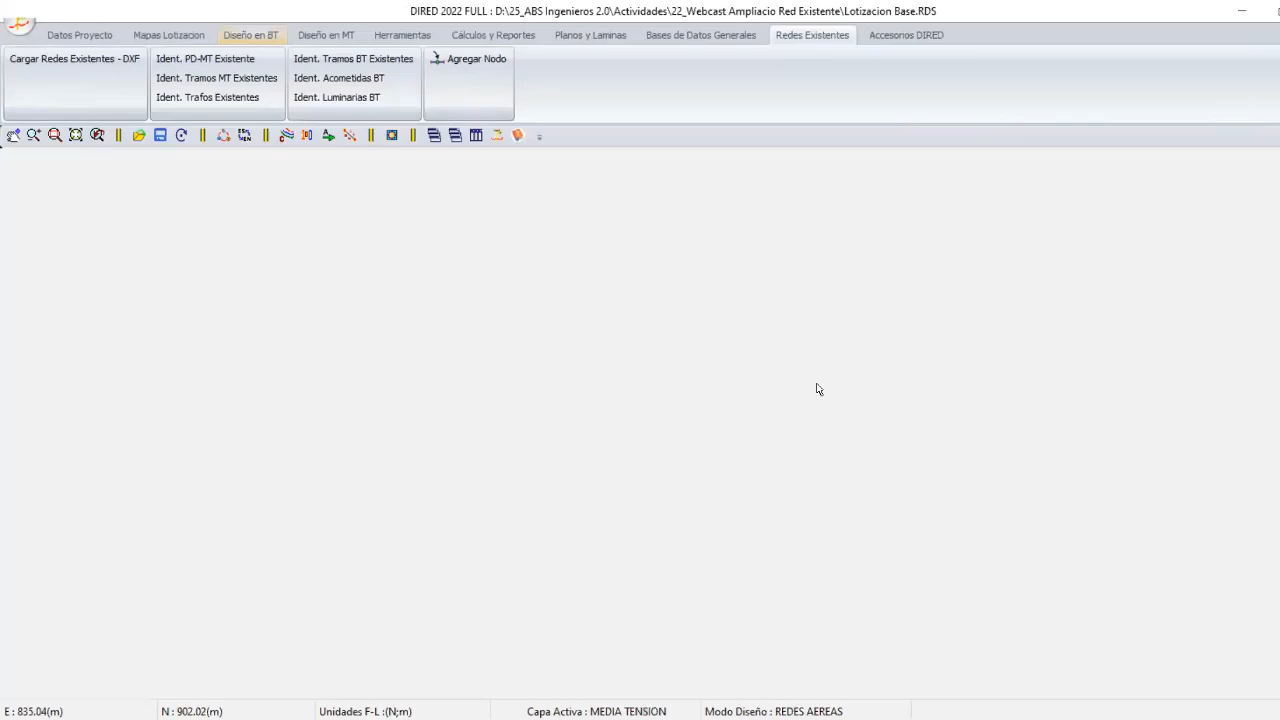 DIRED 2022 FULL : D:\25_ABS Ingenieros 2.0\Actividades\22_Webcast Ampliacio Red Existente\Lotizacion Base.RDS
Datos Proyecto Mapas Lotizacion Diseño en BT Diseño en MT Herramientas Cálculos y Reportes Planos y Laminas Bases de Datos Generales Redes Existentes Accesonos DIRED
Cargar Redes Existentes - DXF Ident. PD-MT Existente Ident. Tramos BT Existentes Agregar Nodo
Ident. Tramos MT Existentes Ident. Acometidas BT
Ident. Trafos Existentes Ident. Luminarias BT
E : 835.04(m) N : 902.02(m) Unidades F-L :(N;m) Capa Activa : MEDIA TENSION Modo Diseño : REDES AEREAS